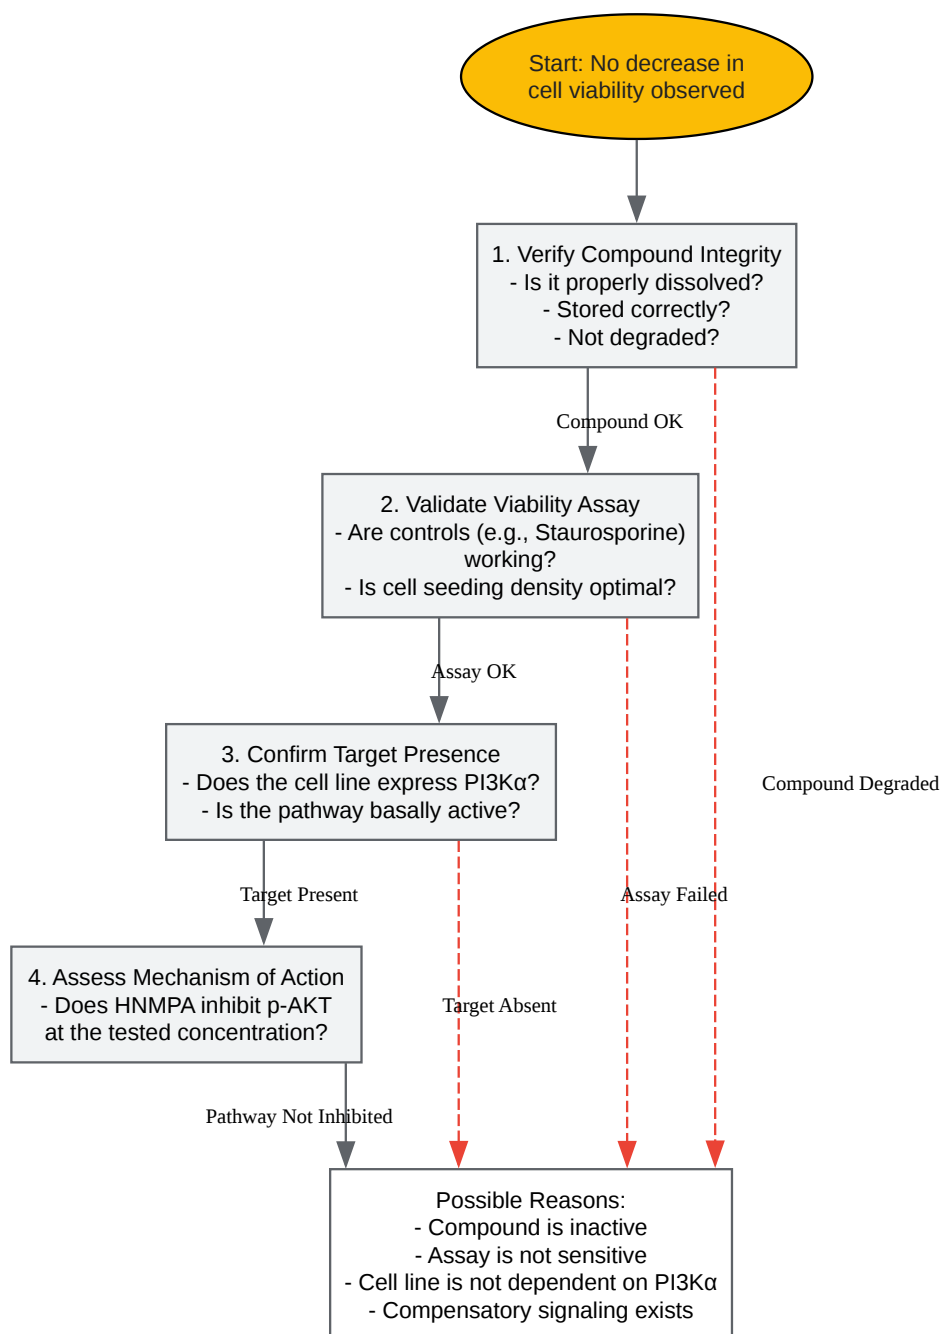 Start: No decrease in
cell viability observed
1. Verify Compound Integrity
- Is it properly dissolved?
- Stored correctly?
- Not degraded?
Compound OK
2. Validate Viability Assay
- Are controls (e.g., Staurosporine)
working?
- Is cell seeding density optimal?
Assay OK
3. Confirm Target Presence
- Does the cell line express PI3Kα?
- Is the pathway basally active?
Compound Degraded
Target Present
Assay Failed
4. Assess Mechanism of Action
- Does HNMPA inhibit p-AKT
at the tested concentration?
Target Absent
Pathway Not Inhibited
Possible Reasons:
- Compound is inactive
- Assay is not sensitive
- Cell line is not dependent on PI3Kα
- Compensatory signaling exists